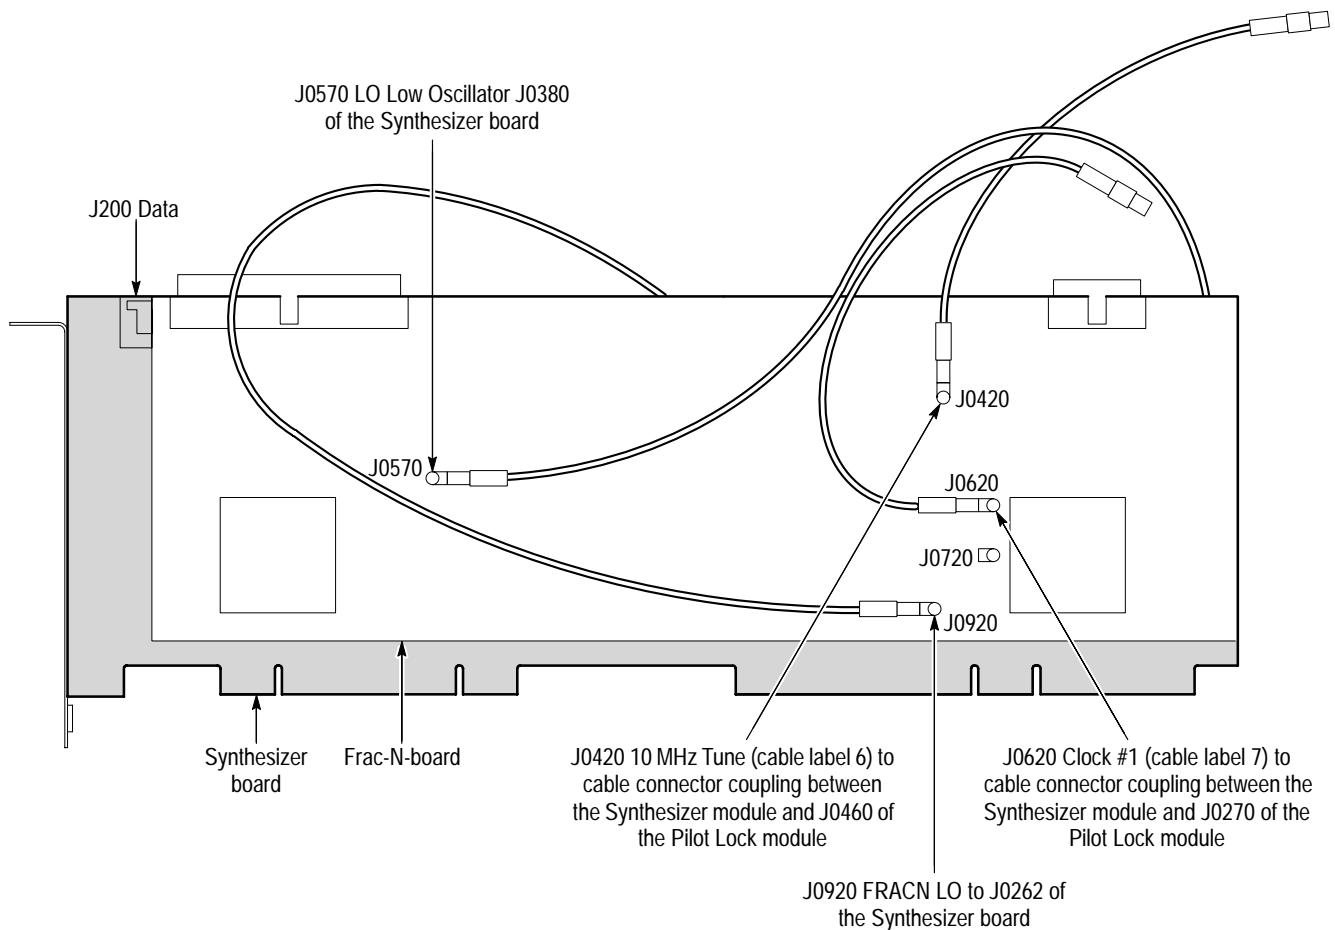 J0570 LO Low Oscillator J0380
of the Synthesizer board
J200 Data
J0420
J0570
J0620
J0720
J0920
Synthesizer
board
Frac-N-board
J0420 10 MHz Tune (cable label 6) to
cable connector coupling between
the Synthesizer module and J0460 of
the Pilot Lock module
J0620 Clock #1 (cable label 7) to
cable connector coupling between the
Synthesizer module and J0270 of the
Pilot Lock module
J0920 FRACN LO to J0262 of
the Synthesizer board